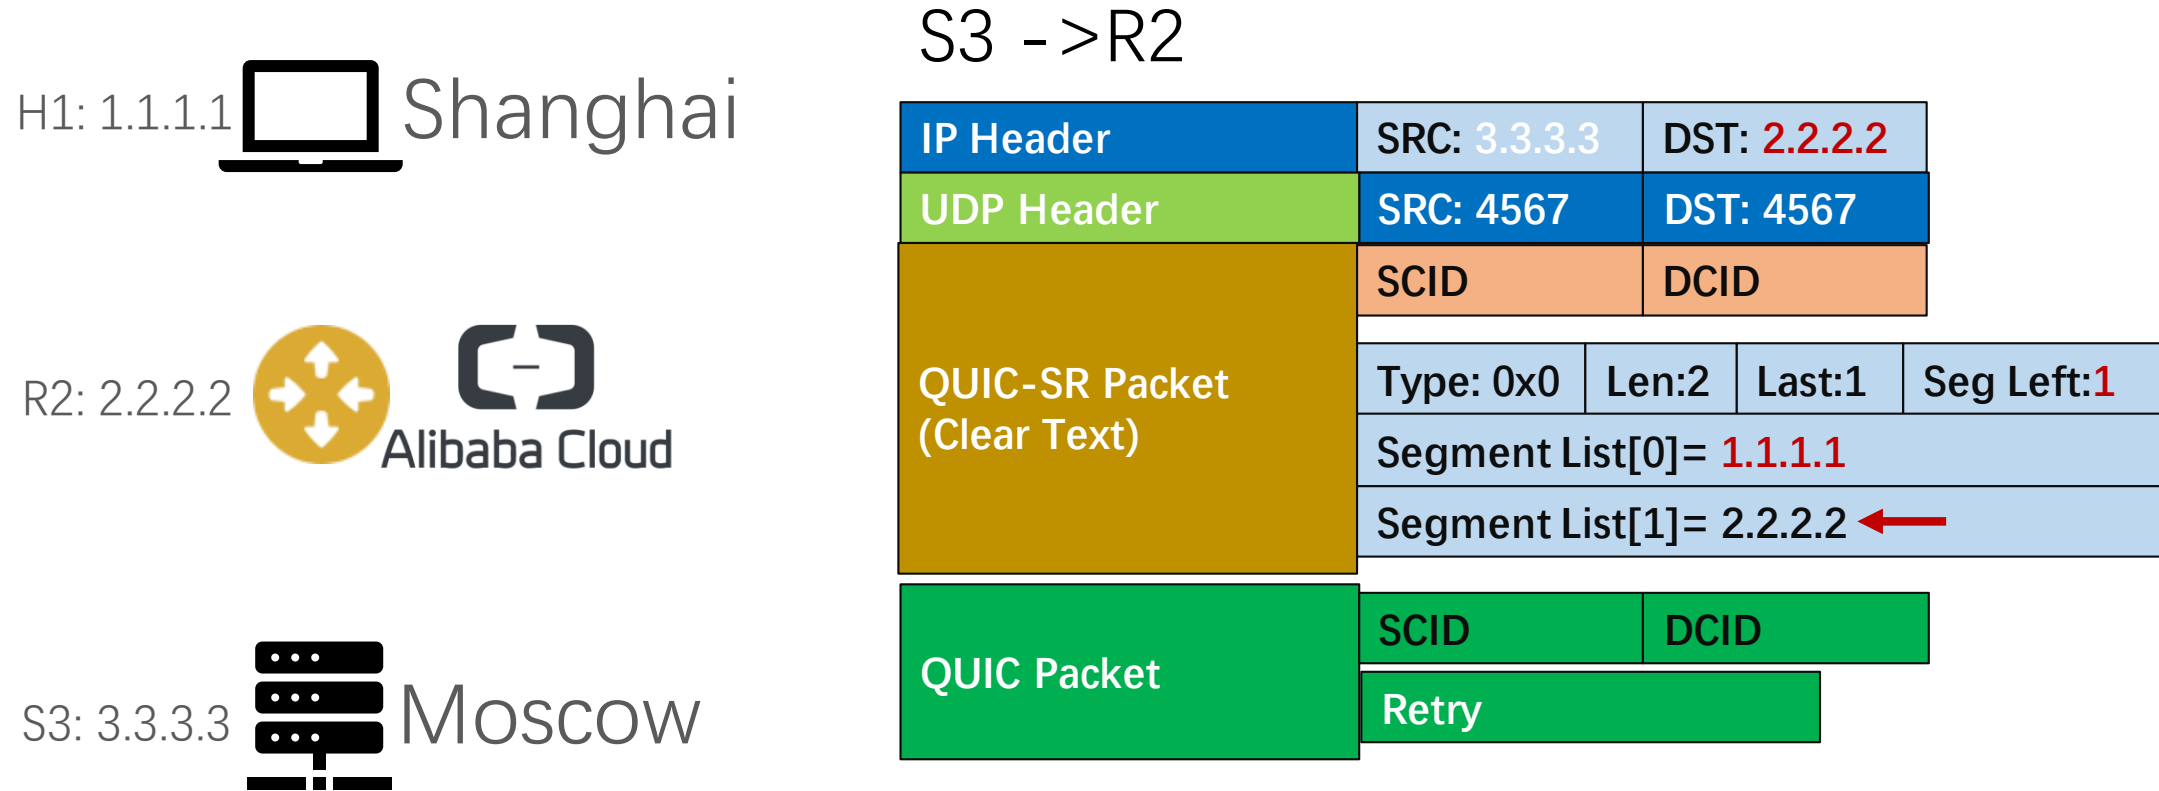 S3 ->R2
H1: 1.1.1.1 Shanghai
R2: 2.2.2.2
Alibaba Cloud
S3: 3.3.3.3 Moscow
IP Header SRC: 3.3.3.3 DST: 2.2.2.2
UDP Header SRC: 4567 DST: 4567
SCID DCID
QUIC-SR Packet
(Clear Text)
Type: 0x0 Len:2 Last:1 Seg Left:1
Segment List[0]= 1.1.1.1
Segment List[1]= 2.2.2.2
QUIC Packet
SCID DCID
Retry